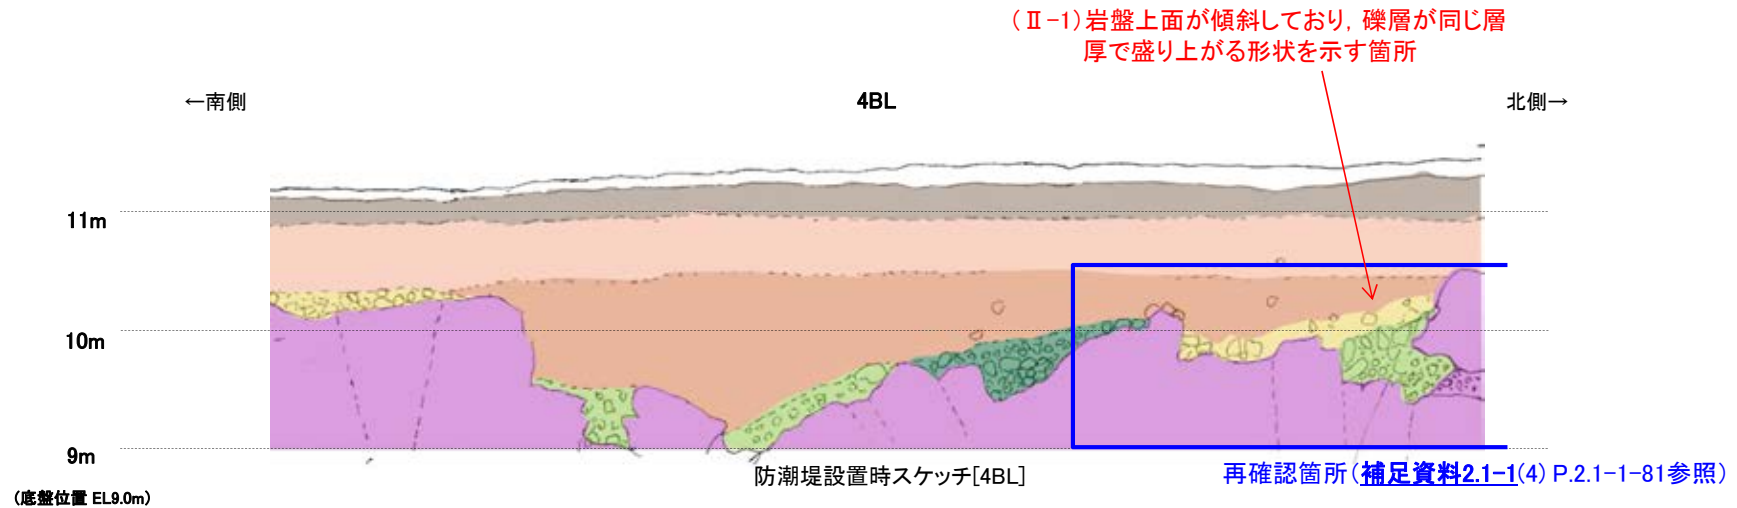 (Ⅱ-1)岩盤上面が傾斜しており,礫層が同じ層
厚で盛り上がる形状を示す箇所
←南側
4BL
北側→
11m
10m
9m
(底盤位置 EL9.0m)
防潮堤設置時スケッチ[4BL]
再確認箇所(補足資料2.1-1(4) P.2.1-1-81参照)